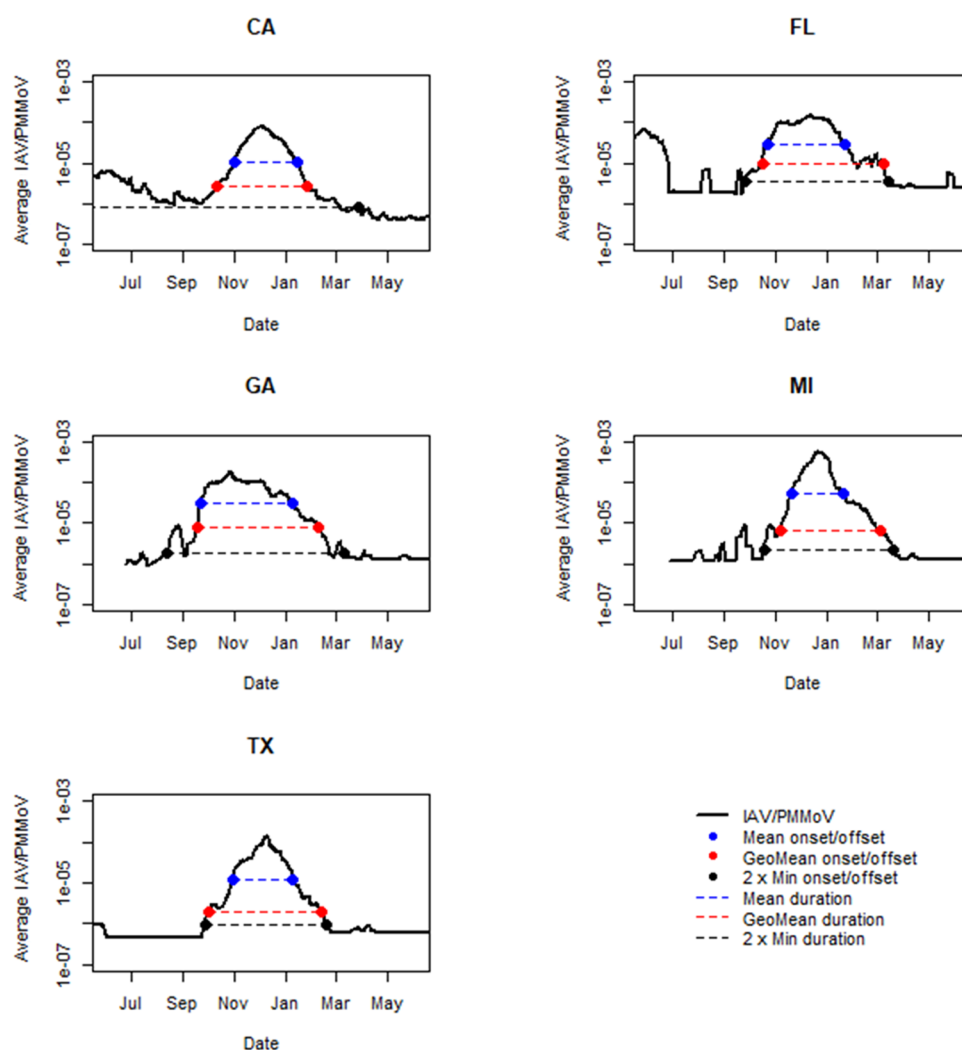 CA
Average IAV/PMMoV
1e-03
1e-05
1e-07
Jul Sep Nov Jan Mar May
Date
FL
Average IAV/PMMoV
1e-03
1e-05
1e-07
Jul Sep Nov Jan Mar May
Date
GA
Average IAV/PMMoV
1e-03
1e-05
1e-07
Jul Sep Nov Jan Mar May
Date
MI
Average IAV/PMMoV
1e-03
1e-05
1e-07
Jul Sep Nov Jan Mar May
Date
TX
Average IAV/PMMoV
1e-03
1e-05
1e-07
Jul Sep Nov Jan Mar May
Date
IAV/PMMoV
Mean onset/offset
GeoMean onset/offset
2 x Min onset/offset
Mean duration
GeoMean duration
2 x Min duration